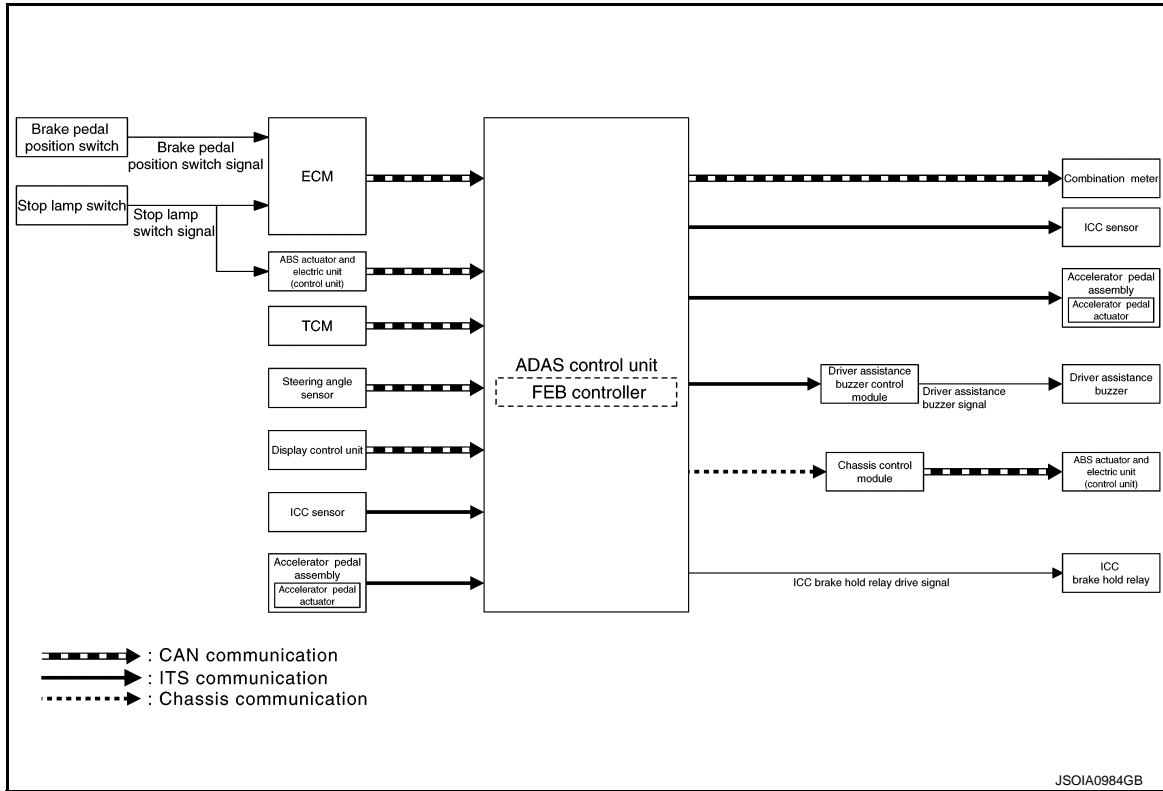 Brake pedal
position switch
Brake pedal
position switch signal
Stop lamp switch
Stop lamp
switch signal
ECM
ABS actuator and
electric unit
(control unit)
TCM
Steering angle
sensor
Display control unit
ICC sensor
Accelerator pedal
assembly
Accelerator pedal
actuator
ADAS control unit
FEB controller
Combination meter
ICC sensor
Accelerator pedal
assembly
Accelerator pedal
actuator
Driver assistance
buzzer control
module
Driver assistance
buzzer signal
Driver assistance
buzzer
Chassis control
module
ABS actuator and
electric unit
(control unit)
ICC brake hold relay drive signal
ICC
brake hold relay
: CAN communication
: ITS communication
: Chassis communication
JSOIA0984GB